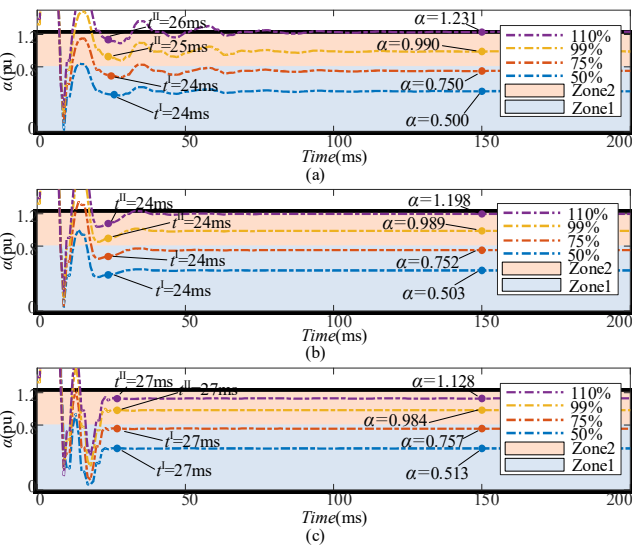 α(pu)
1.2
0.8
0
t^II=26ms
t^II=25ms
t^I=24ms
t^I=24ms
α=1.231
α=0.990
α=0.750
α=0.500
110%
99%
75%
50%
Zone2
Zone1
0 50 100 150 200
Time(ms)
(a)
α(pu)
1.2
0.8
0
t^II=24ms
t^II=24ms
t^I=24ms
t^I=24ms
α=1.198
α=0.989
α=0.752
α=0.503
110%
99%
75%
50%
Zone2
Zone1
0 50 100 150 200
Time(ms)
(b)
α(pu)
1.2
0.8
0
t^II=27ms
t^II=27ms
t^I=27ms
t^I=27ms
α=1.128
α=0.984
α=0.757
α=0.513
110%
99%
75%
50%
Zone2
Zone1
0 50 100 150 200
Time(ms)
(c)